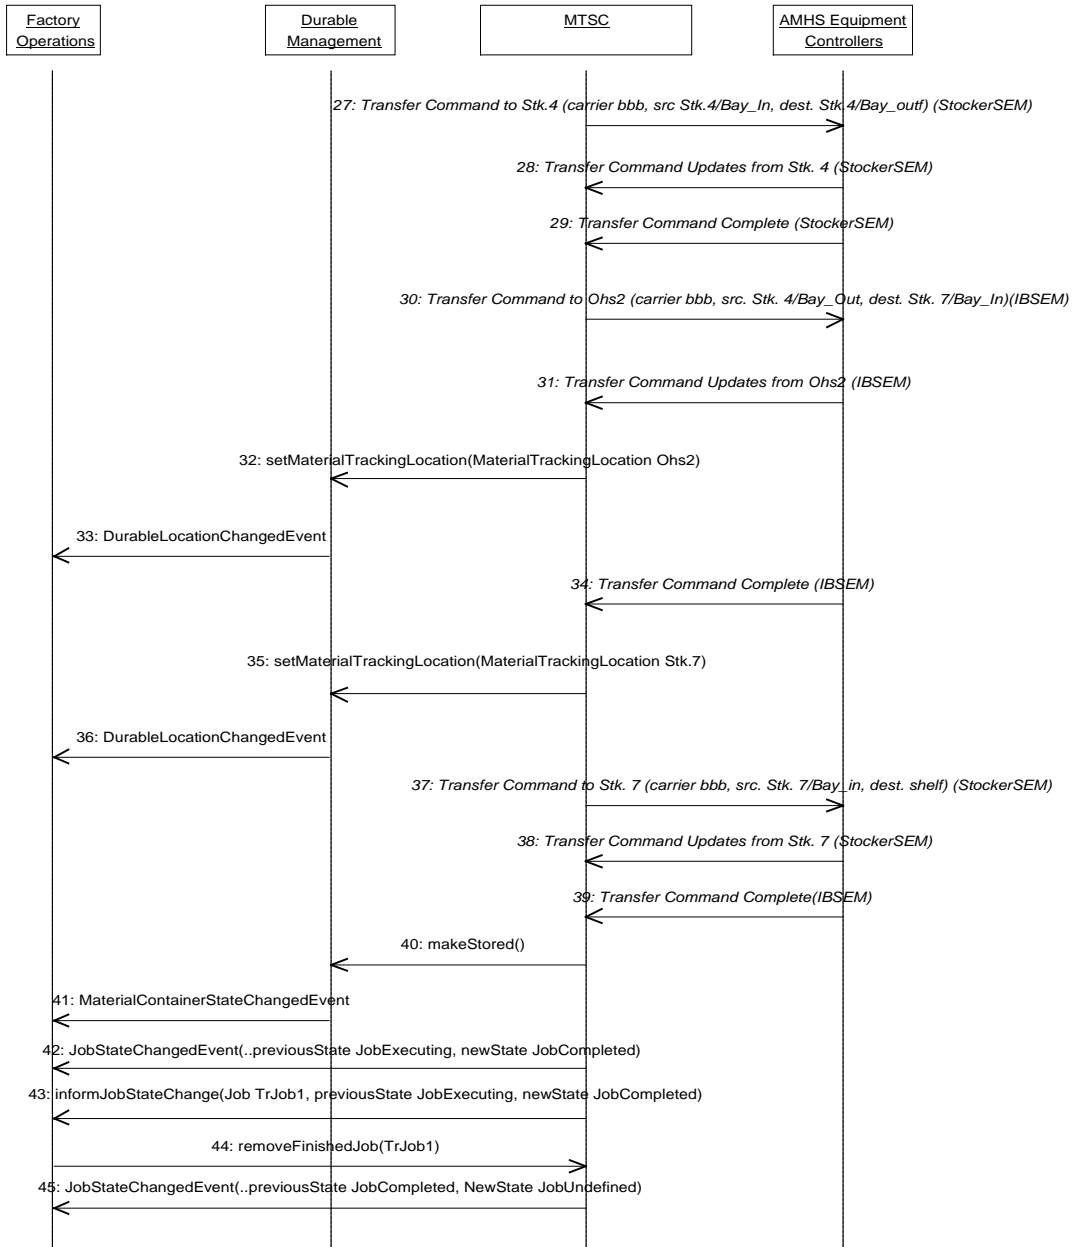 Factory
Operations
Durable
Management
MTSC
AMHS Equipment
Controllers
27: Transfer Command to Stk.4 (carrier bbb, src Stk.4/Bay_In, dest. Stk.4/Bay_outf) (StockerSEM)
28: Transfer Command Updates from Stk. 4 (StockerSEM)
29: Transfer Command Complete (StockerSEM)
30: Transfer Command to Ohs2 (carrier bbb, src. Stk. 4/Bay_Out, dest. Stk. 7/Bay_In)(IBSEM)
31: Transfer Command Updates from Ohs2 (IBSEM)
32: setMaterialTrackingLocation(MaterialTrackingLocation Ohs2)
33: DurableLocationChangedEvent
34: Transfer Command Complete (IBSEM)
35: setMaterialTrackingLocation(MaterialTrackingLocation Stk.7)
36: DurableLocationChangedEvent
37: Transfer Command to Stk. 7 (carrier bbb, src. Stk. 7/Bay_in, dest. shelf) (StockerSEM)
38: Transfer Command Updates from Stk. 7 (StockerSEM)
39: Transfer Command Complete(IBSEM)
40: makeStored()
41: MaterialContainerStateChangedEvent
42: JobStateChangedEvent(..previousState JobExecuting, newState JobCompleted)
43: informJobStateChange(Job TrJob1, previousState JobExecuting, newState JobCompleted)
44: removeFinishedJob(TrJob1)
45: JobStateChangedEvent(..previousState JobCompleted, NewState JobUndefined)